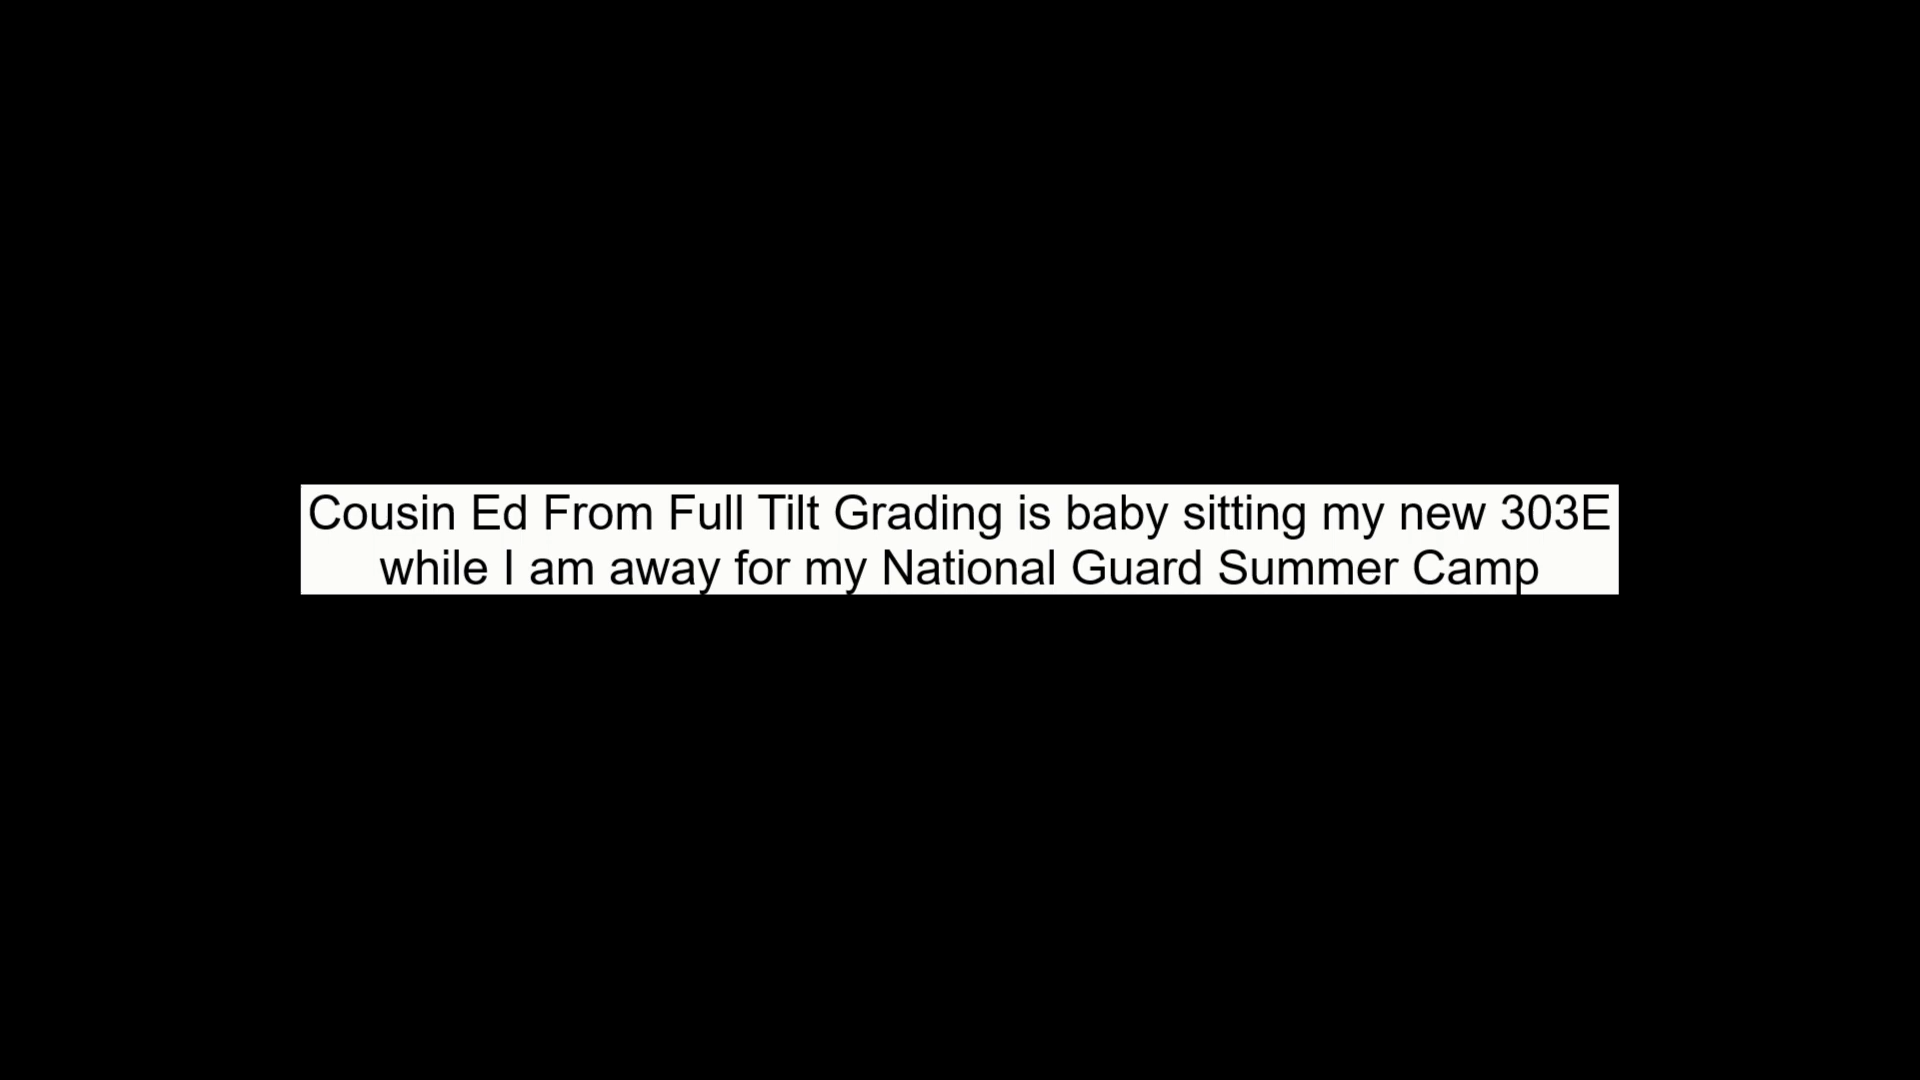 Cousin Ed From Full Tilt Grading is baby sitting my new 303E
while I am away for my National Guard Summer Camp